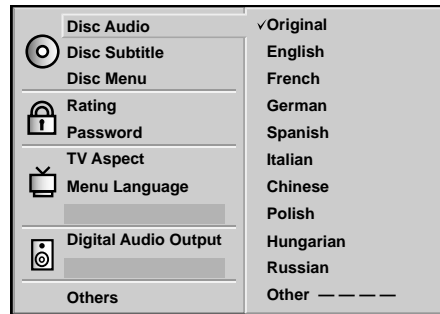 Disc Audio
Disc Subtitle
Disc Menu
Rating
Password
TV Aspect
Menu Language
Digital Audio Output
Others
✓Original
English
French
German
Spanish
Italian
Chinese
Polish
Hungarian
Russian
Other — — — —